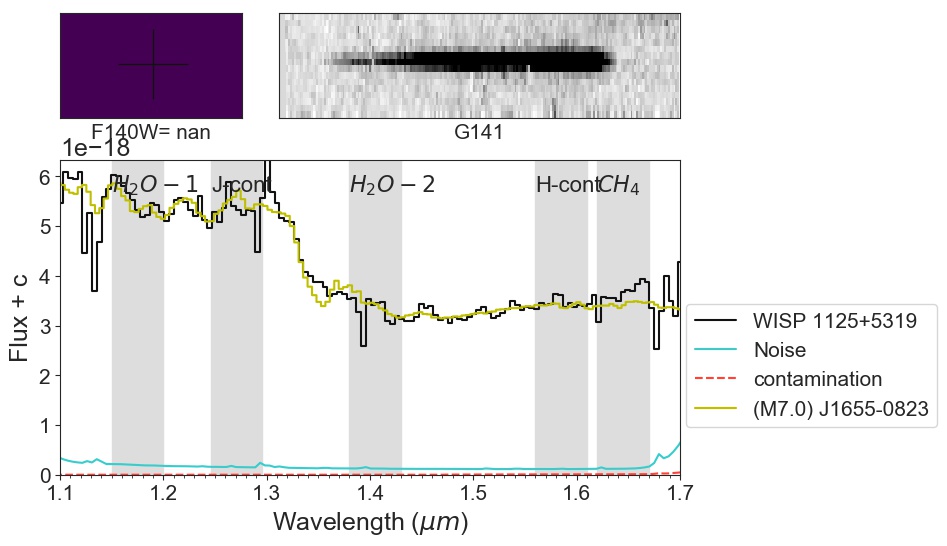 F140W= nan
G141
1e−18
H₂O − 1
J-cont
H₂O − 2
H-cont
CH₄
6
5
4
3
2
1
0
Flux + c
1.1 1.2 1.3 1.4 1.5 1.6 1.7
Wavelength (μm)
WISP 1125+5319
Noise
contamination
(M7.0) J1655-0823